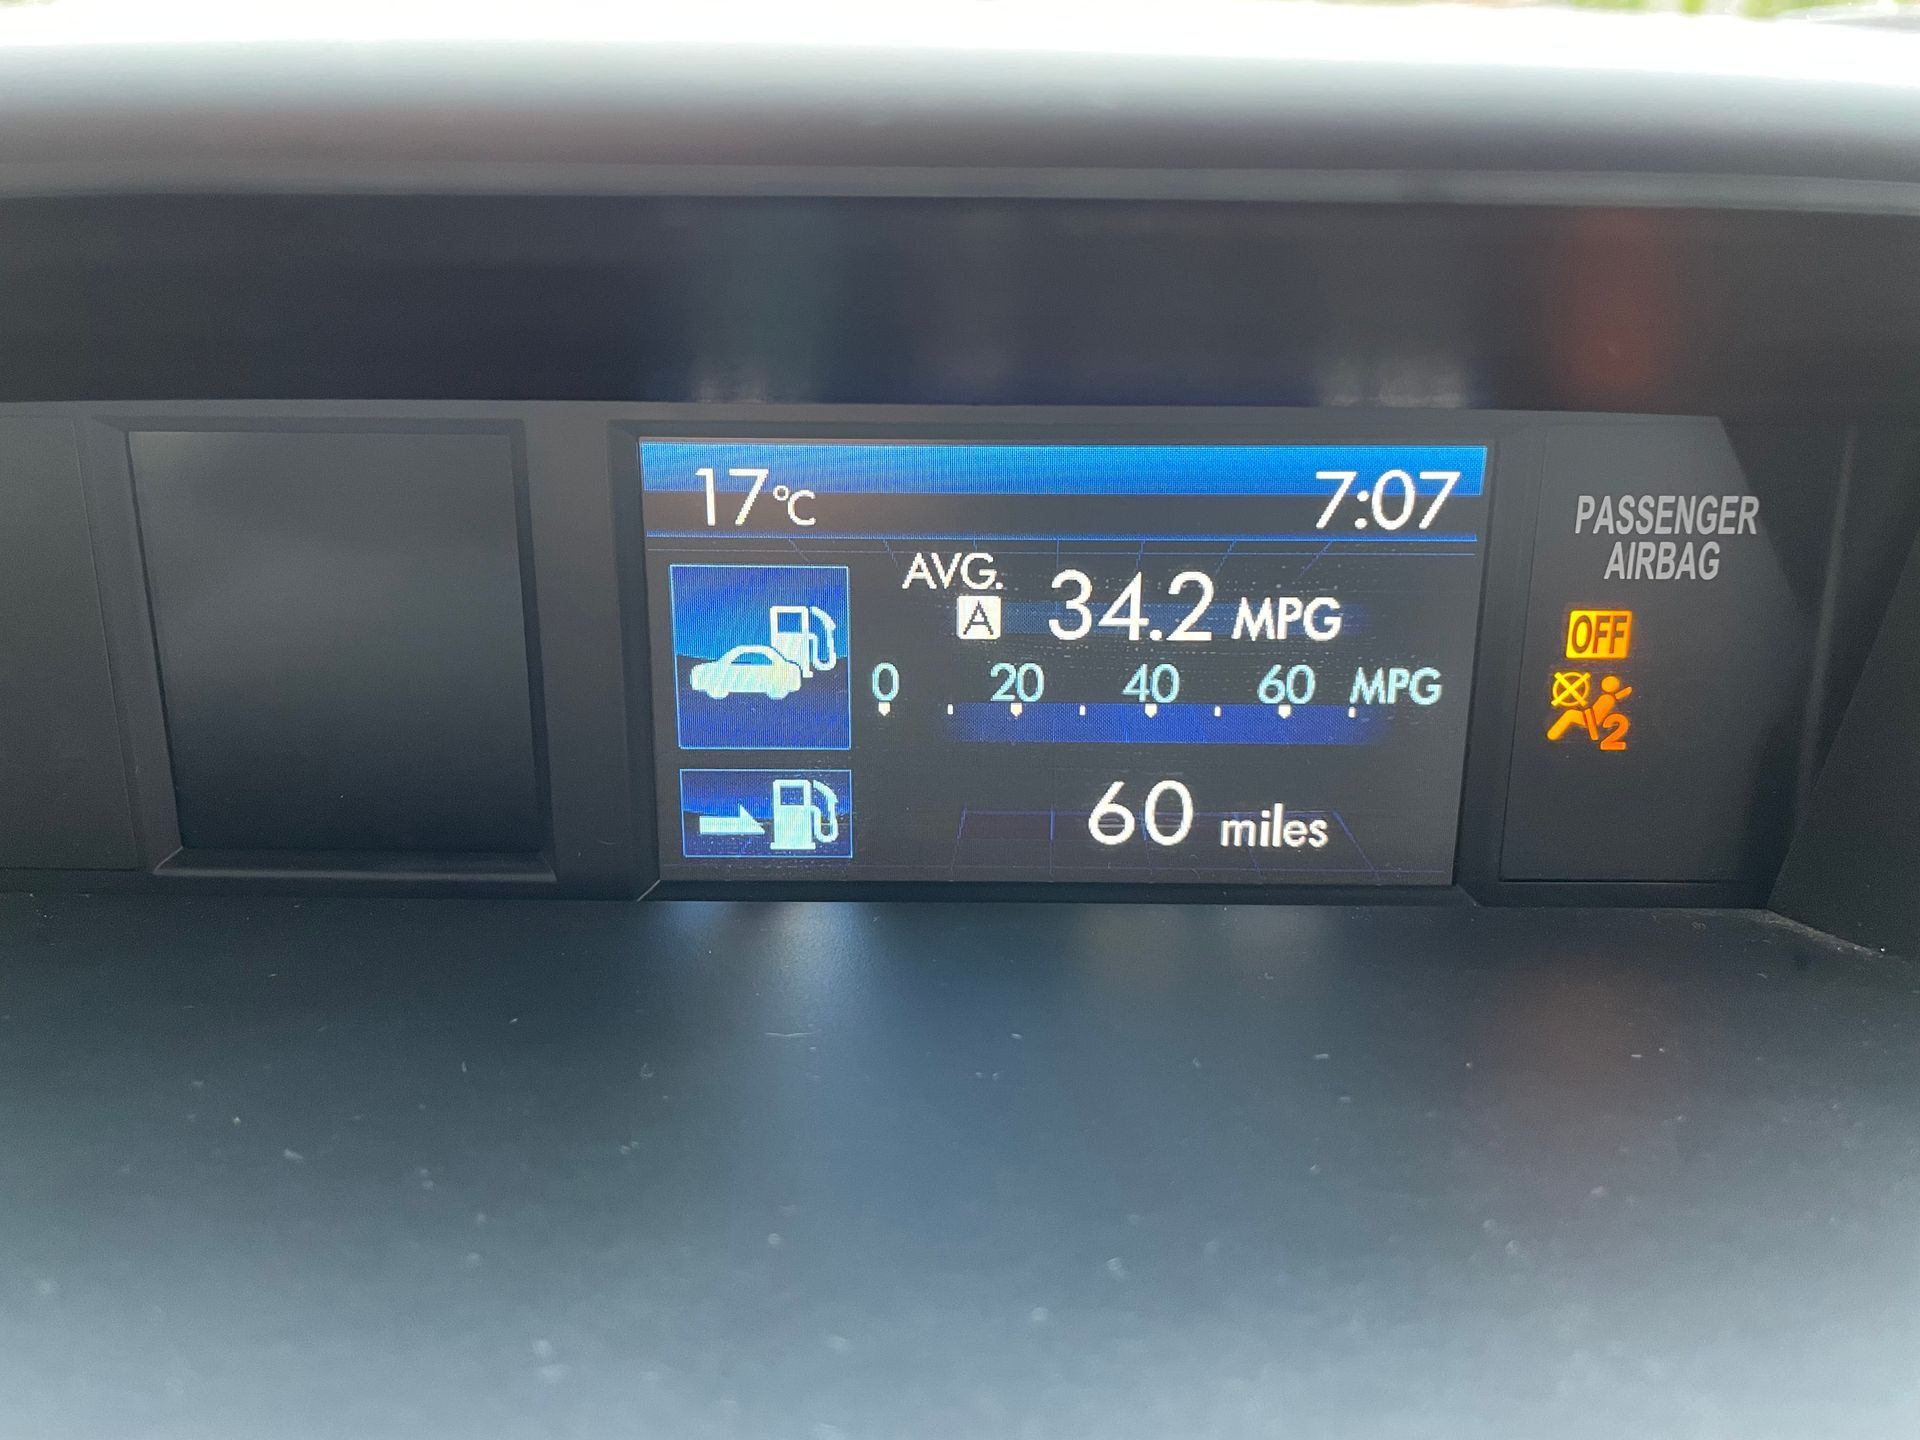 17°C 7:07
AVG.
A 34.2 MPG
0 20 40 60 MPG
60 miles
PASSENGER
AIRBAG
OFF
2